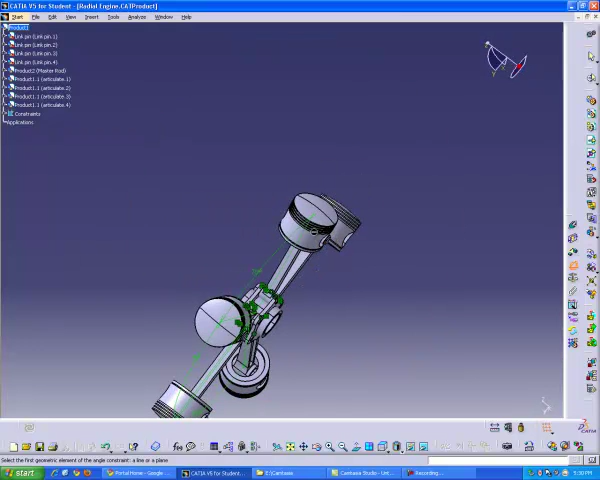 CATIA V5 for Student - [Radial Engine.CATProduct]
Start File Edit View Insert Tools Analyze Window Help
Product1
Link pin (Link pin.1)
Link pin (Link pin.2)
Link pin (Link pin.3)
Link pin (Link pin.4)
Product2 (Master Rod)
Product1.1 (articulate.1)
Product1.1 (articulate.2)
Product1.1 (articulate.3)
Product1.1 (articulate.4)
Constraints
Applications
CATIA
Select the first geometric element of the angle constraint: a line or a plane
start
Portal Home - Google ...
CATIA V5 for Student...
E:\Camtasia
Camtasia Studio - Unt...
Recording...
5:30 PM